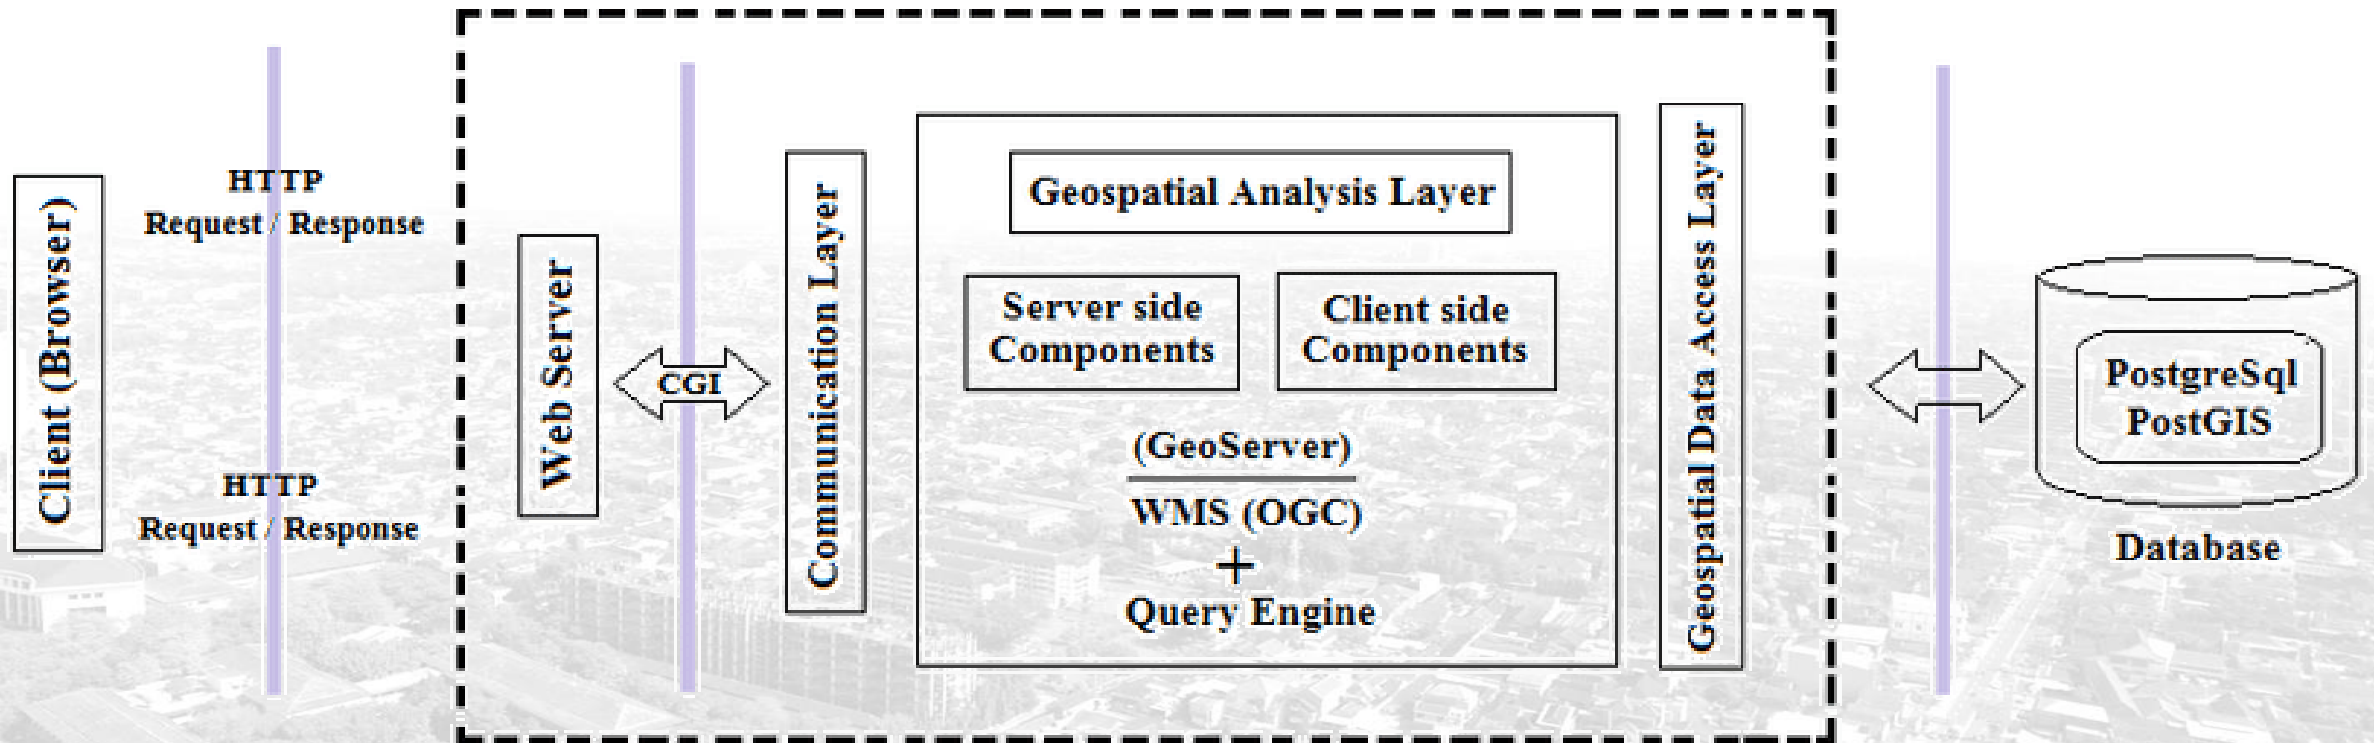 Client (Browser)
HTTP
Request / Response
HTTP
Request / Response
Web Server
CGI
Communication Layer
Geospatial Analysis Layer
Server side
Components
Client side
Components
(GeoServer)
WMS (OGC)
+
Query Engine
Geospatial Data Access Layer
PostgreSql
PostGIS
Database